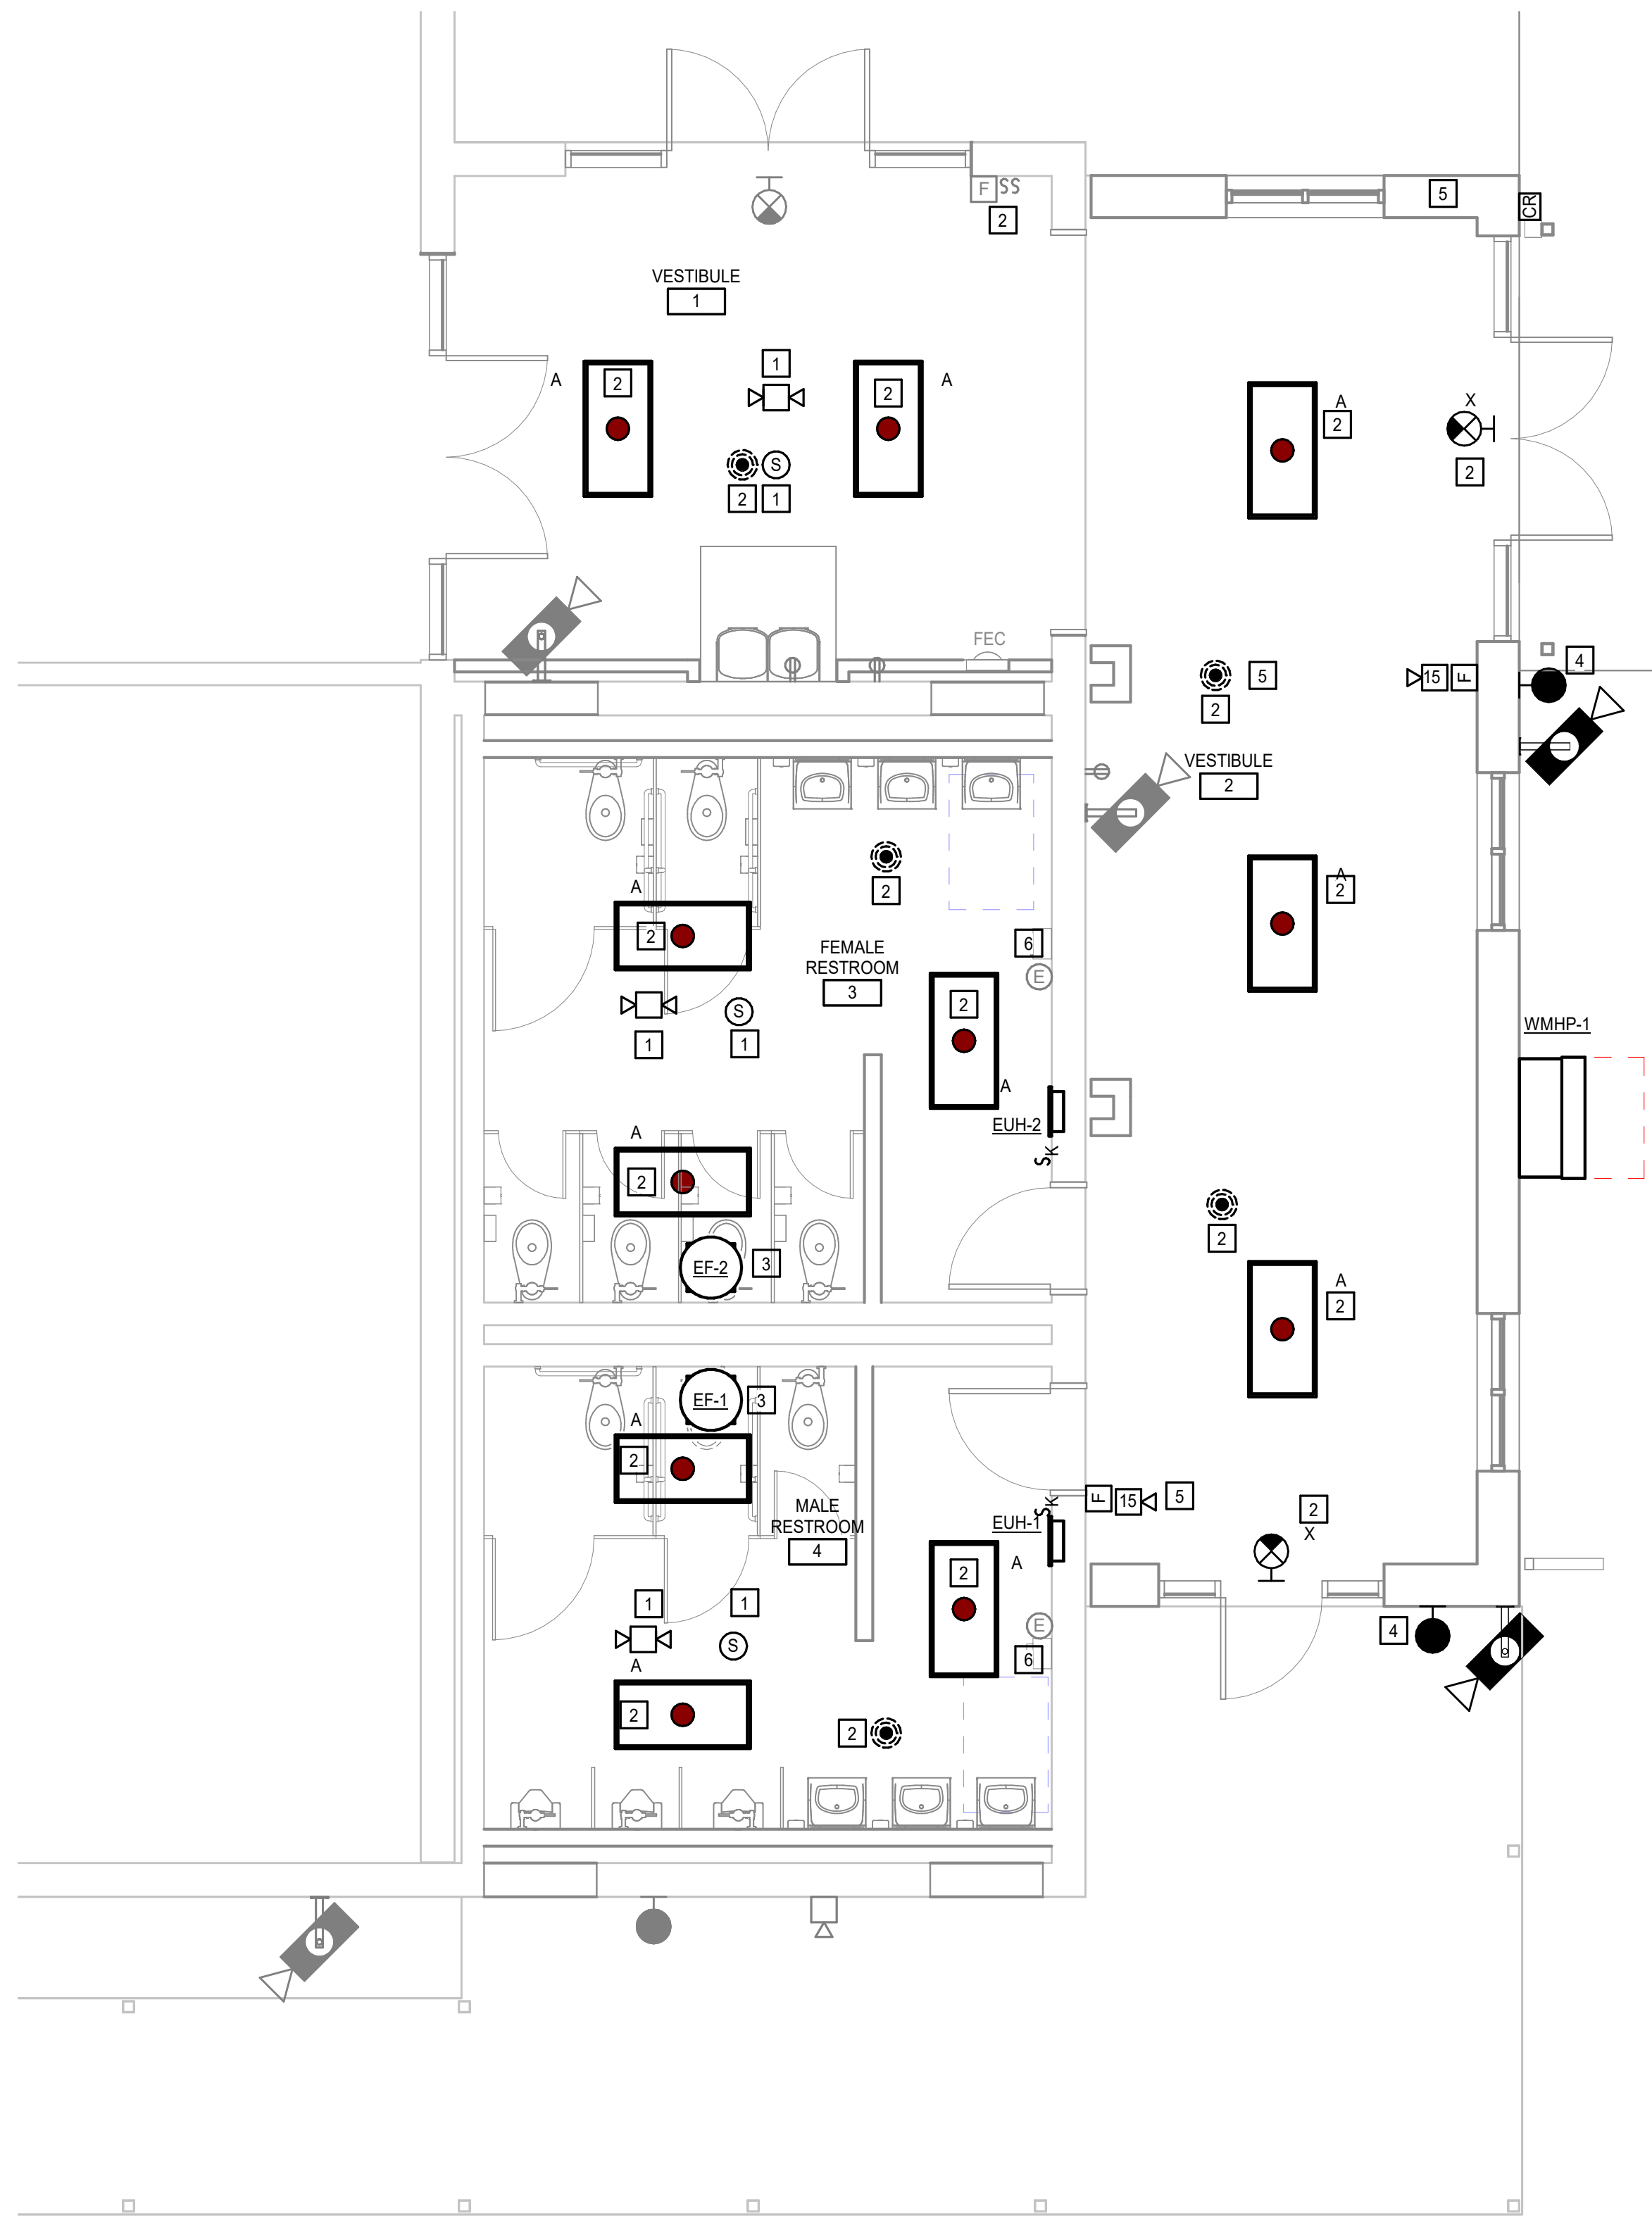 F SS
5
CR
2
VESTIBULE
1
1
A
2
2
A
A
2
X
2
S
2
1
FEC
5
2
15
F
4
VESTIBULE
2
2
A
2
A
2
FEMALE
RESTROOM
3
6
E
2
S
1
1
A
WMHP-1
EUH-2
SK
A
2
2
EF-2
3
A
2
EF-1
3
A
2
MALE
RESTROOM
4
SK
EUH-1
F
15
5
2
X
A
2
1
1
S
E
6
4
A
2
2